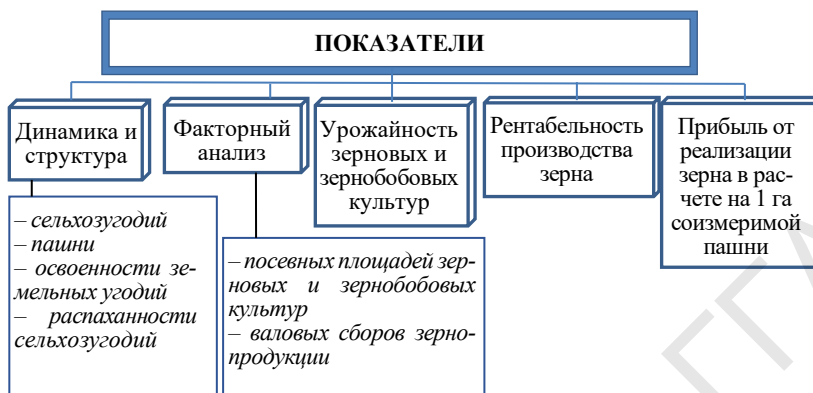 ПОКАЗАТЕЛИ
Динамика и
структура
Факторный
анализ
Урожайность
зерновых и
зернобобовых
культур
Рентабельность
производства
зерна
Прибыль от
реализации
зерна в рас-
чете на 1 га
соизмеримой
пашни
– сельхозугодий
– пашни
– освоенности зе-
мельных угодий
– распаханности
сельхозугодий
– посевных площадей зер-
новых и зернобобовых
культур
– валовых сборов зерно-
продукции